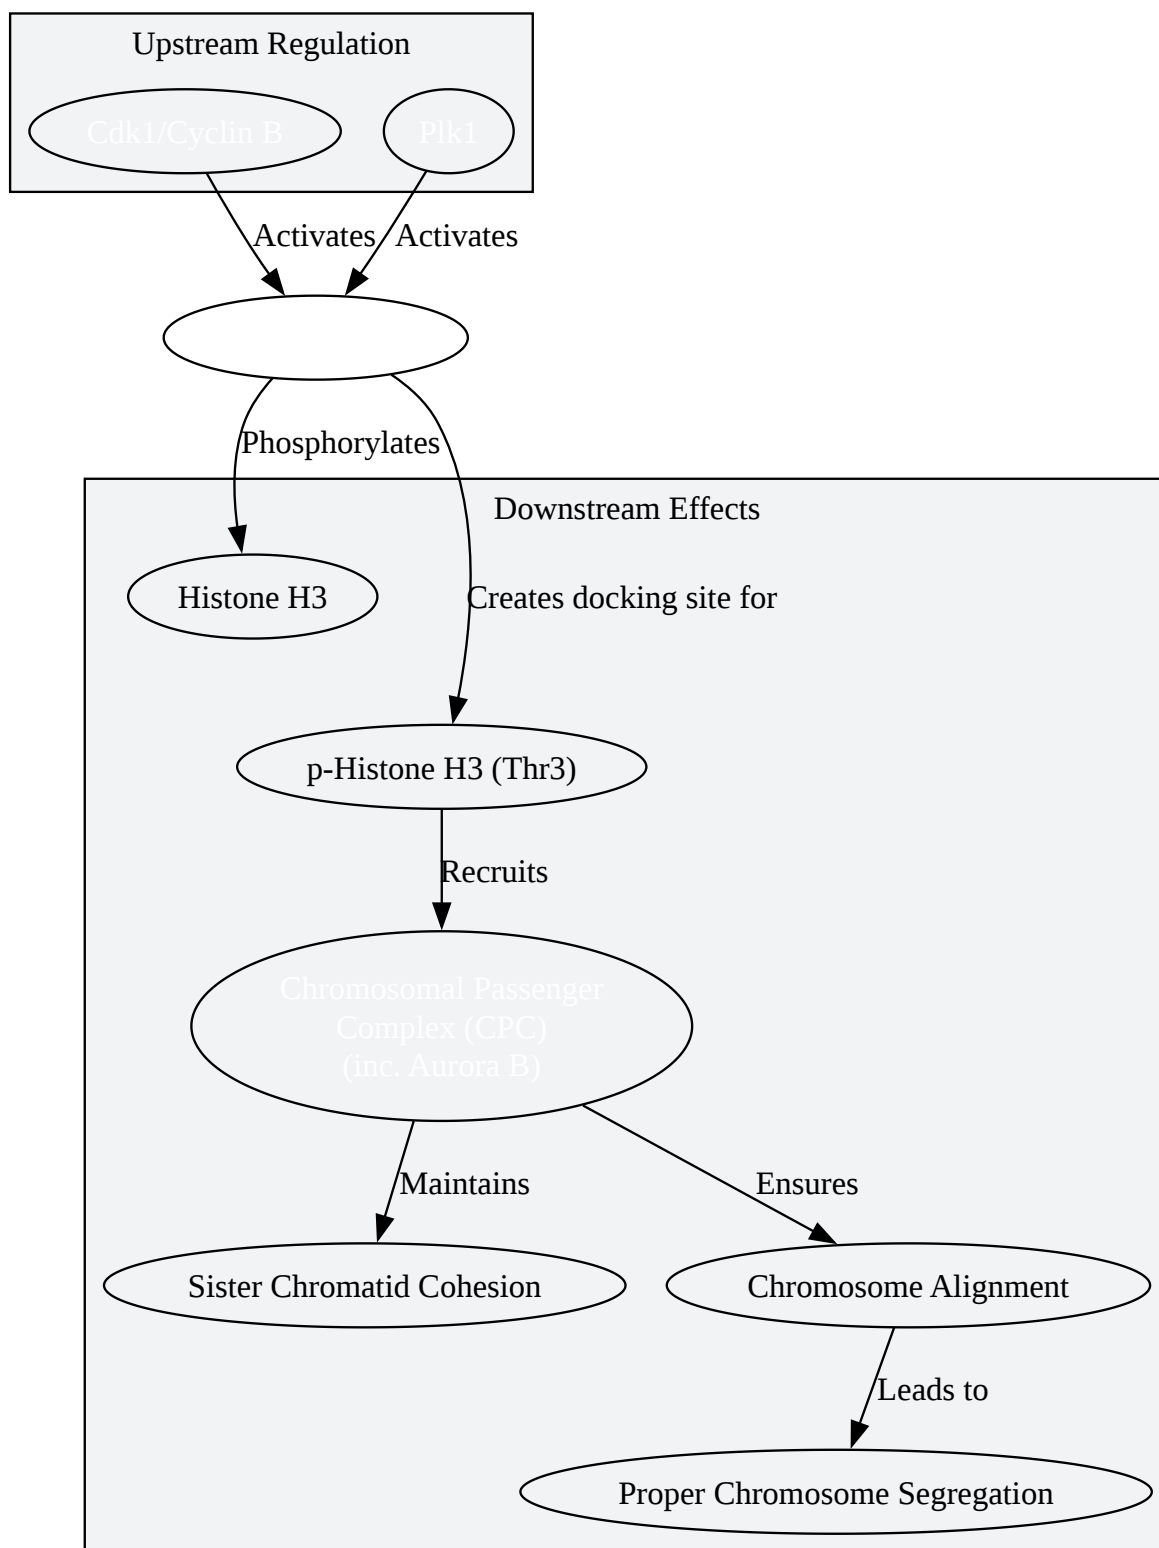 Upstream Regulation
Cdk1/Cyclin B
Plk1
Activates
Activates
Phosphorylates
Downstream Effects
Histone H3
Creates docking site for
p-Histone H3 (Thr3)
Recruits
Chromosomal Passenger
Complex (CPC)
(inc. Aurora B)
Maintains
Ensures
Sister Chromatid Cohesion
Chromosome Alignment
Leads to
Proper Chromosome Segregation